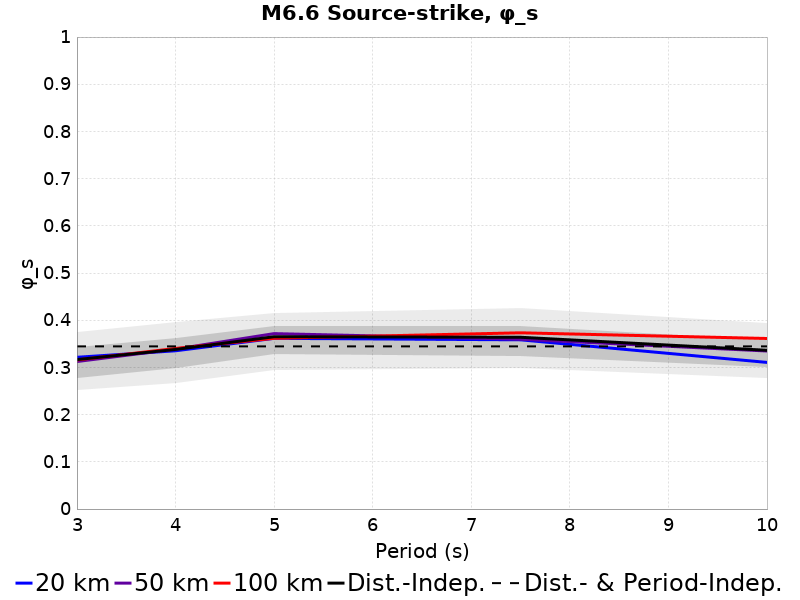 M6.6 Source-strike, φ_s
1
0.9
0.8
0.7
0.6
0.5
0.4
0.3
0.2
0.1
0
φ_s
3 4 5 6 7 8 9 10
Period (s)
20 km 50 km 100 km Dist.-Indep. Dist.- & Period-Indep.